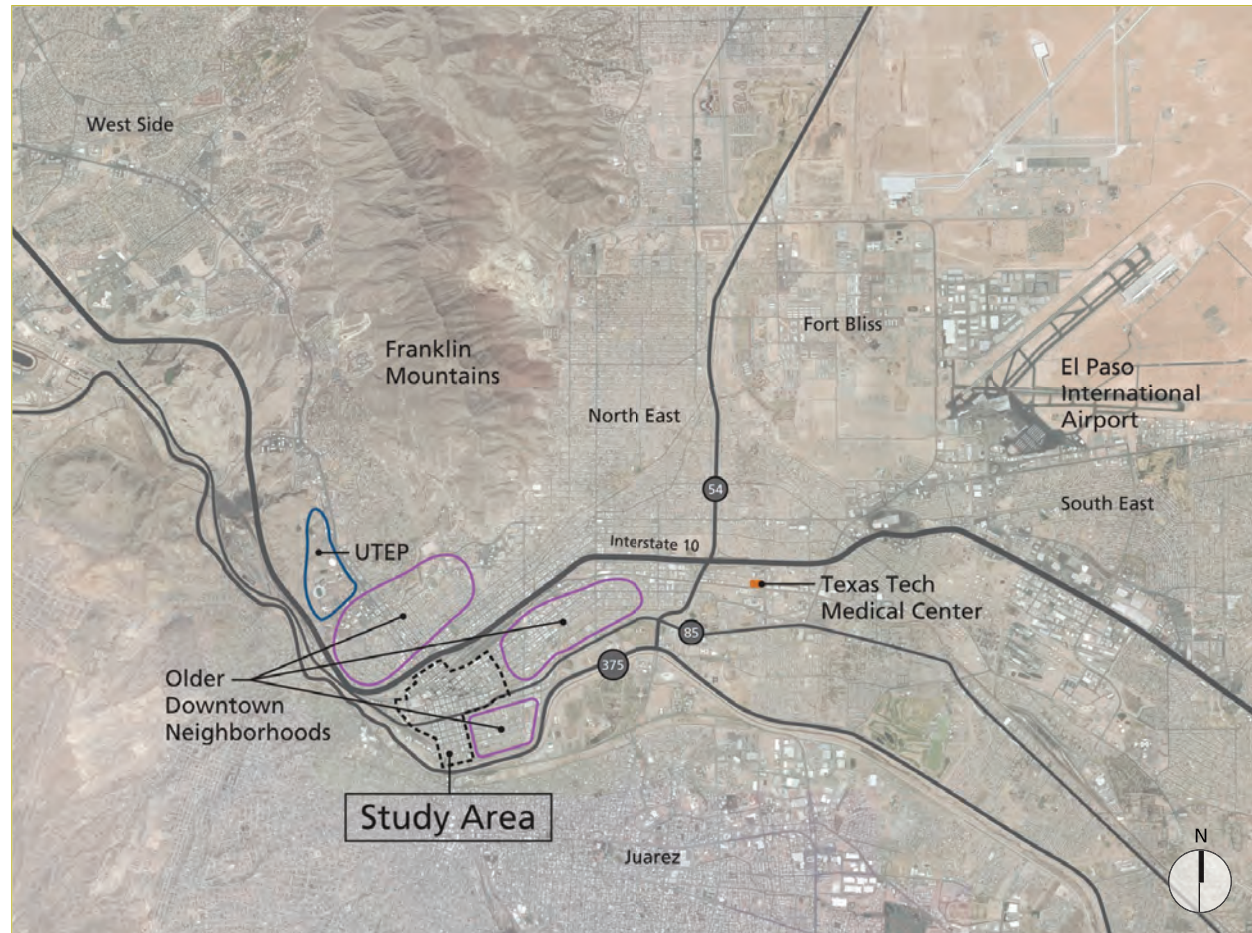 West Side
Franklin
Mountains
Fort Bliss
El Paso
International
Airport
North East
54
South East
Interstate 10
UTEP
Texas Tech
Medical Center
85
375
Older
Downtown
Neighborhoods
Study Area
Juarez
N